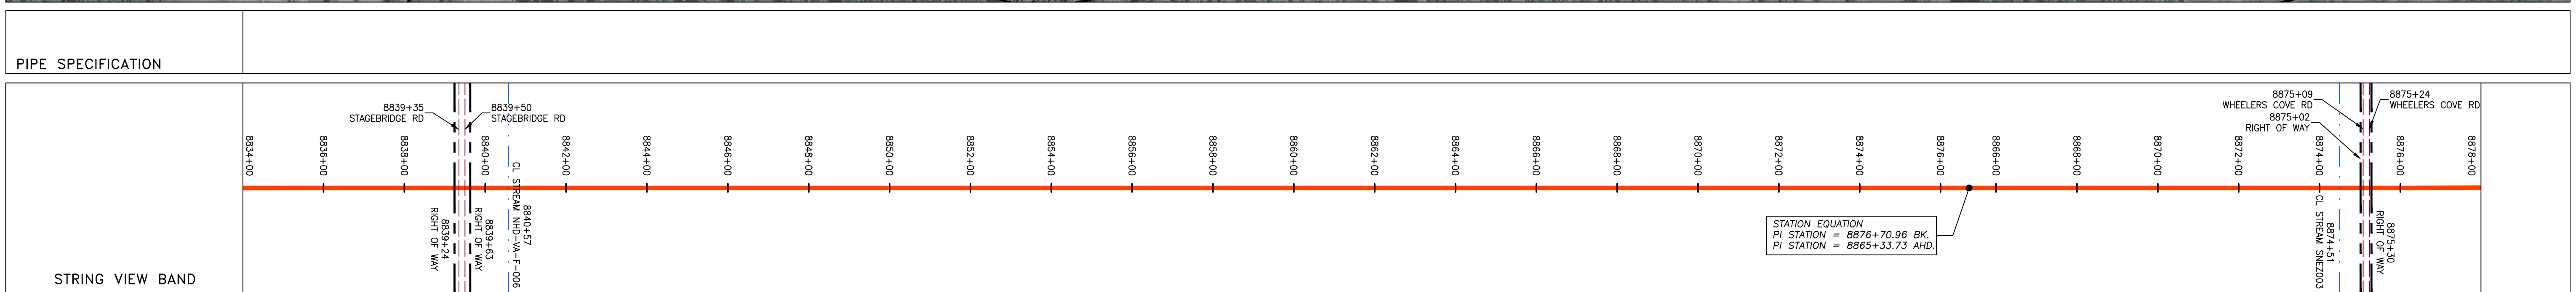 PIPE SPECIFICATION
STRING VIEW BAND
8834+00
8836+00
8838+00
8839+35
STAGEBRIDGE RD
8839+50
STAGEBRIDGE RD
8839+24
RIGHT OF WAY
8839+63
RIGHT OF WAY
8840+00
8840+57
CL STREAM NHD-VA-F-006
8842+00
8844+00
8846+00
8848+00
8850+00
8852+00
8854+00
8856+00
8858+00
8860+00
8862+00
8864+00
8866+00
8868+00
8870+00
8872+00
8874+00
8876+00
STATION EQUATION
PI STATION = 8876+70.96 BK.
PI STATION = 8865+33.73 AHD.
8866+00
8868+00
8870+00
8872+00
8874+00
8874+51
CL STREAM SNEZ003
8875+09
WHEELERS COVE RD
8875+02
RIGHT OF WAY
8875+24
WHEELERS COVE RD
8875+30
RIGHT OF WAY
8876+00
8878+00